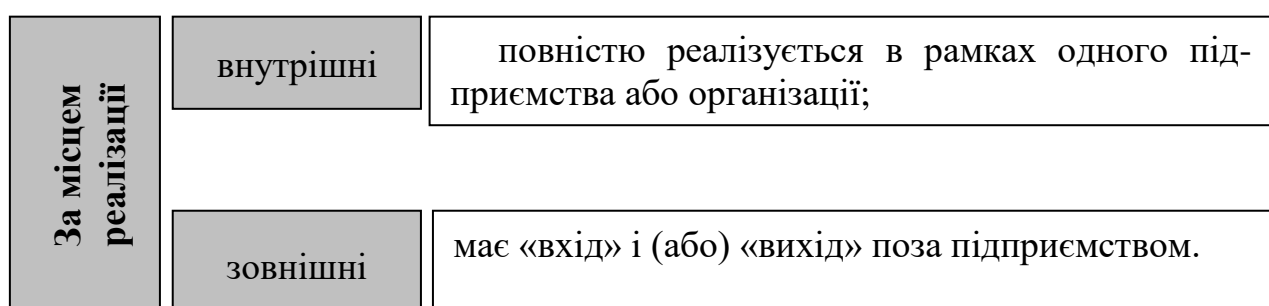 За місцем
реалізації
внутрішні
повністю реалізується в рамках одного під-
приємства або організації;
зовнішні
має «вхід» і (або) «вихід» поза підприємством.